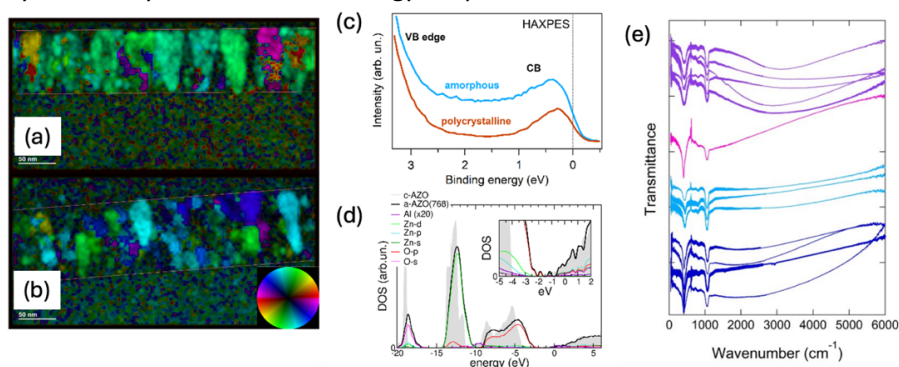 (a)
50 nm
(b)
50 nm
(c)
HAXPES
VB edge
CB
amorphous
polycrystalline
Intensity (arb. un.)
3
2
1
0
Binding energy (eV)
(d)
c-AZO
a-AZO(768)
Al (x20)
Zn-d
Zn-p
Zn-s
O-p
O-s
DOS
-5 -4 -3 -2 -1 0 1 2
eV
DOS (arb.un.)
0
-20 -15 -10 -5 0 5
energy (eV)
(e)
Transmittance
0 1000 2000 3000 4000 5000 6000
Wavenumber (cm⁻¹)